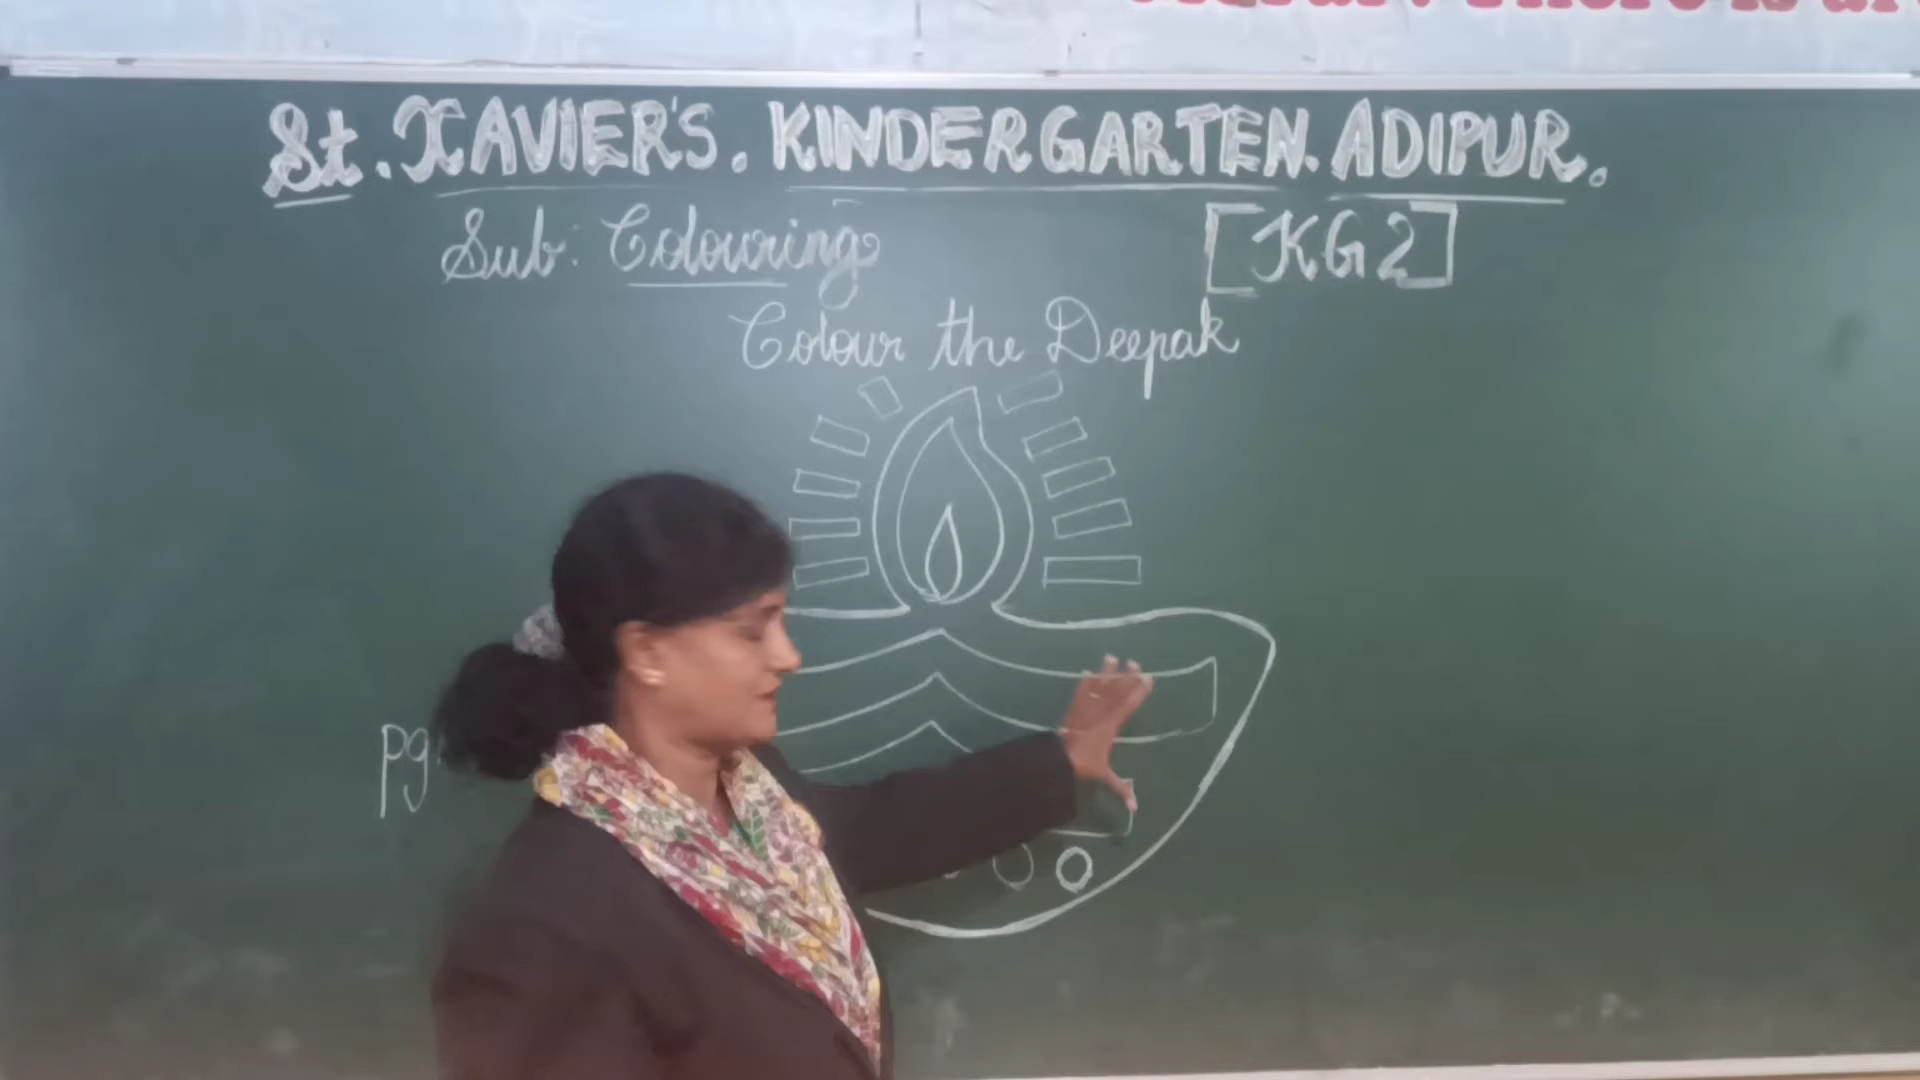 St. XAVIER'S. KINDERGARTEN. ADIPUR.
Sub: Colouring [KG2]
Colour the Deepak
pg